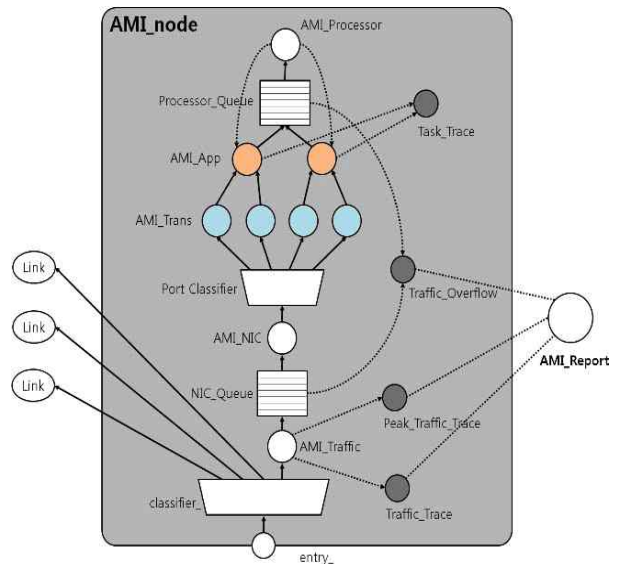 AMI_node
AMI_Processor
Processor_Queue
Task_Trace
AMI_App
AMI_Trans
Link
Port Classifier
Traffic_Overflow
Link
AMI_NIC
AMI_Report
Link
NIC_Queue
Peak_Traffic_Trace
AMI_Traffic
classifier_
Traffic_Trace
entry_